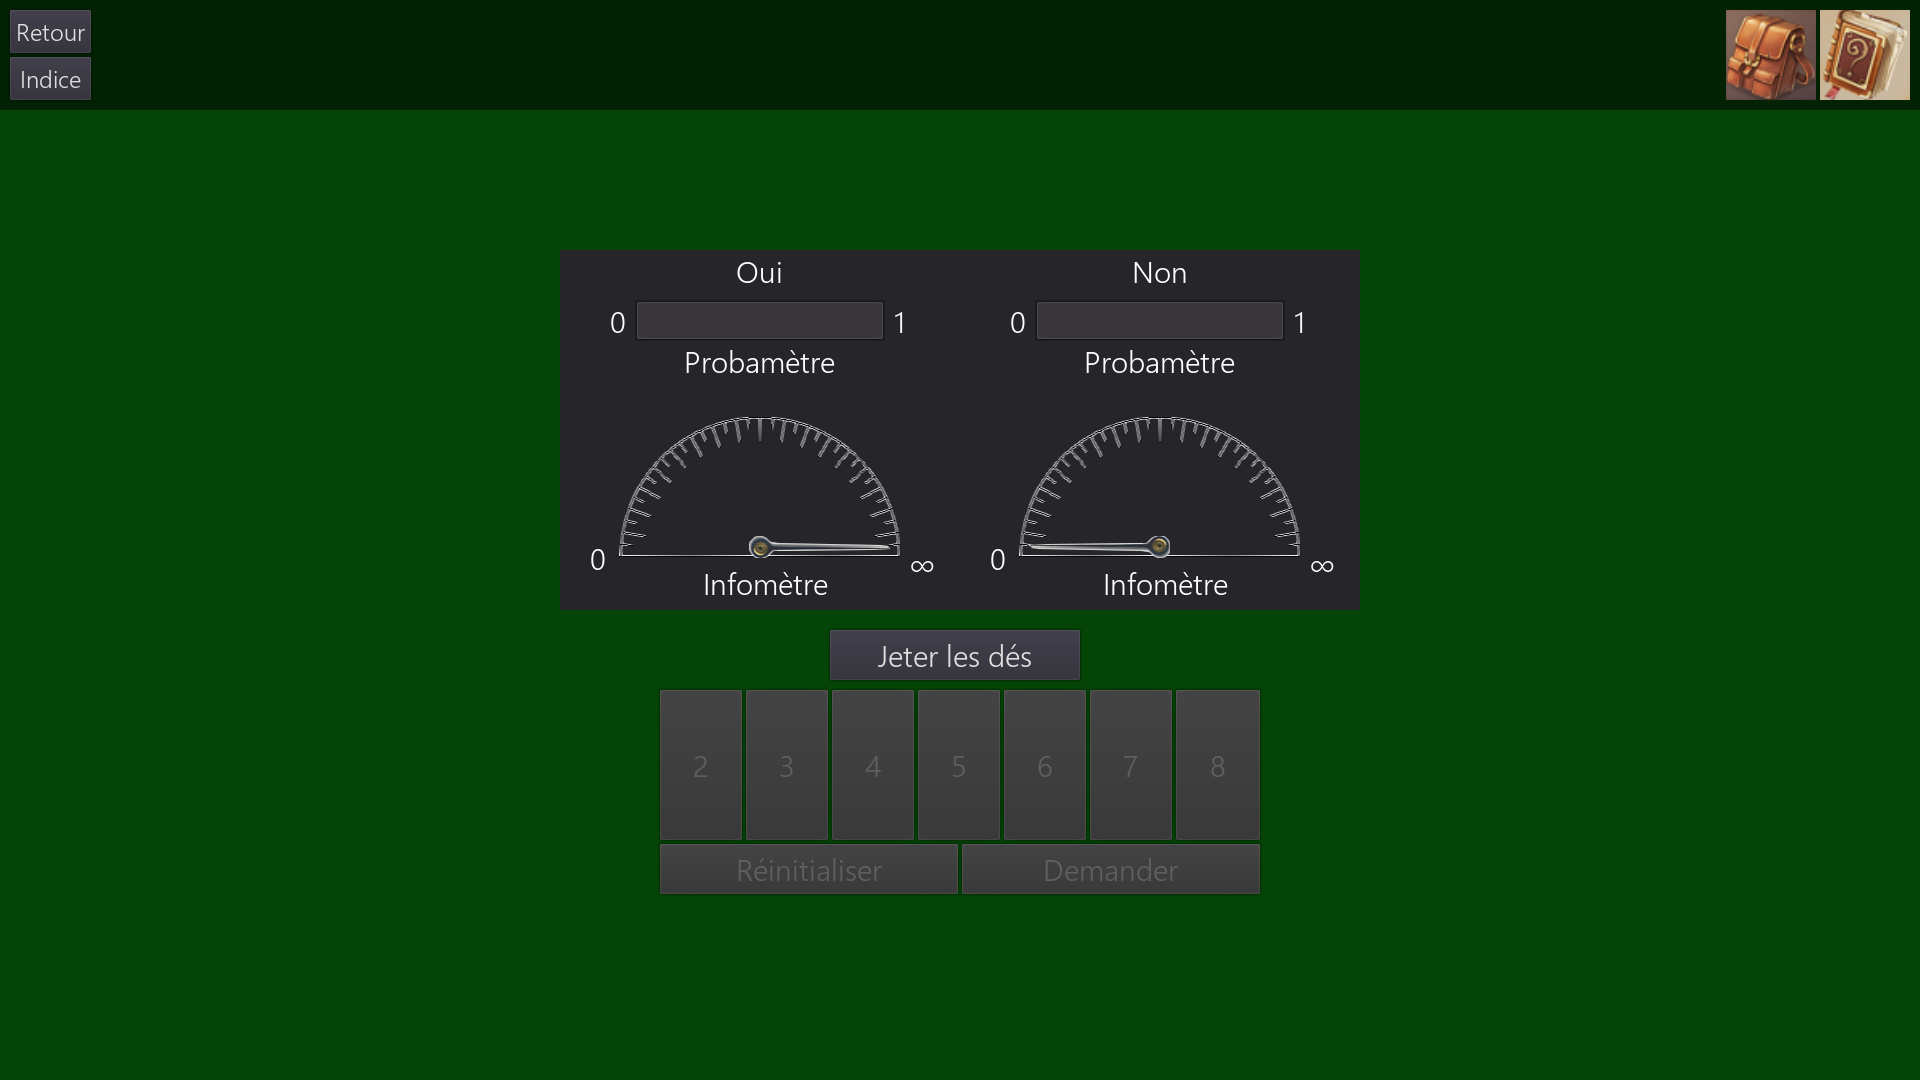 Retour
Indice
Oui
Non
0 1
0 1
Probamètre
Probamètre
0 ∞
0 ∞
Infomètre
Infomètre
Jeter les dés
2 3 4 5 6 7 8
Réinitialiser
Demander